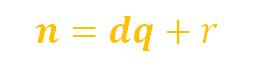 n = dq + r